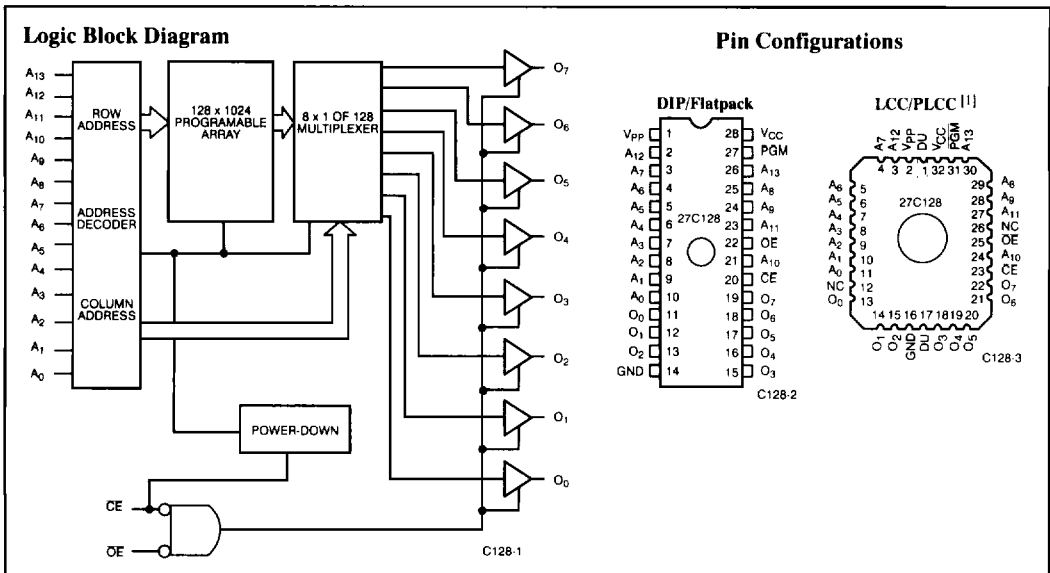 Logic Block Diagram
A13
A12
A11
A10
A9
A8
A7
A6
A5
A4
A3
A2
A1
A0
ROW
ADDRESS
ADDRESS
DECODER
COLUMN
ADDRESS
128 x 1024
PROGRAMABLE
ARRAY
8 x 1 OF 128
MULTIPLEXER
POWER-DOWN
CE
OE
O7
O6
O5
O4
O3
O2
O1
O0
C128-1
Pin Configurations
DIP/Flatpack
VPP 1 28 VCC
A12 2 27 PGM
A7 3 26 A13
A6 4 25 A8
A5 5 24 A9
A4 6 27C128 23 A11
A3 7 22 OE
A2 8 21 A10
A1 9 20 CE
A0 10 19 O7
O0 11 18 O6
O1 12 17 O5
O2 13 16 O4
GND 14 15 O3
C128-2
LCC/PLCC [1]
A7 A12 VPP DU VCC PGM A13
4 3 2 1 32 31 30
A6 5 29 A8
A5 6 28 A9
A4 7 27C128 27 A11
A3 8 26 NC
A2 9 25 OE
A1 10 24 A10
A0 11 23 CE
NC 12 22 O7
O0 13 21 O6
14 15 16 17 18 19 20
O1 O2 GND DU O3 O4 O5
C128-3